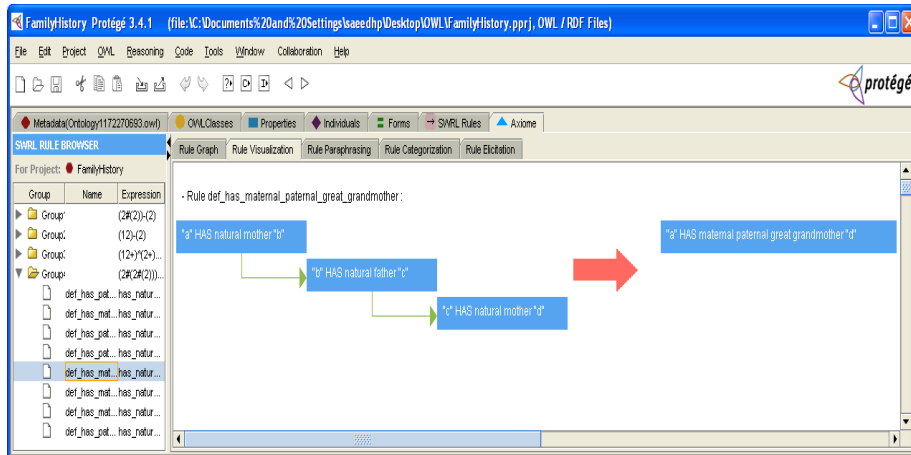 FamilyHistory Protégé 3.4.1 (file:\C:\Documents%20and%20Settings\saeedhp\Desktop\OWL\FamilyHistory.pprj, OWL / RDF Files)
File Edit Project OWL Reasoning Code Tools Window Collaboration Help
protégé
Metadata(Ontology1172270693.owl) OWLClasses Properties Individuals Forms SWRL Rules Axiome
SWRL RULE BROWSER
For Project: FamilyHistory
Rule Graph Rule Visualization Rule Paraphrasing Rule Categorization Rule Elicitation
Group Name Expression
Group (2#(2))-(2)
Group (12)-(2)
Group (12+)^(2+)...
Group (2#(2#(2)))...
def_has_pat... has_natur...
def_has_mat... has_natur...
def_has_pat... has_natur...
def_has_pat... has_natur...
def_has_mat... has_natur...
def_has_mat... has_natur...
def_has_mat... has_natur...
def_has_pat... has_natur...
- Rule def_has_maternal_paternal_great_grandmother :
"a" HAS natural mother "b"
"a" HAS maternal paternal great grandmother "d"
"b" HAS natural father "c"
"c" HAS natural mother "d"